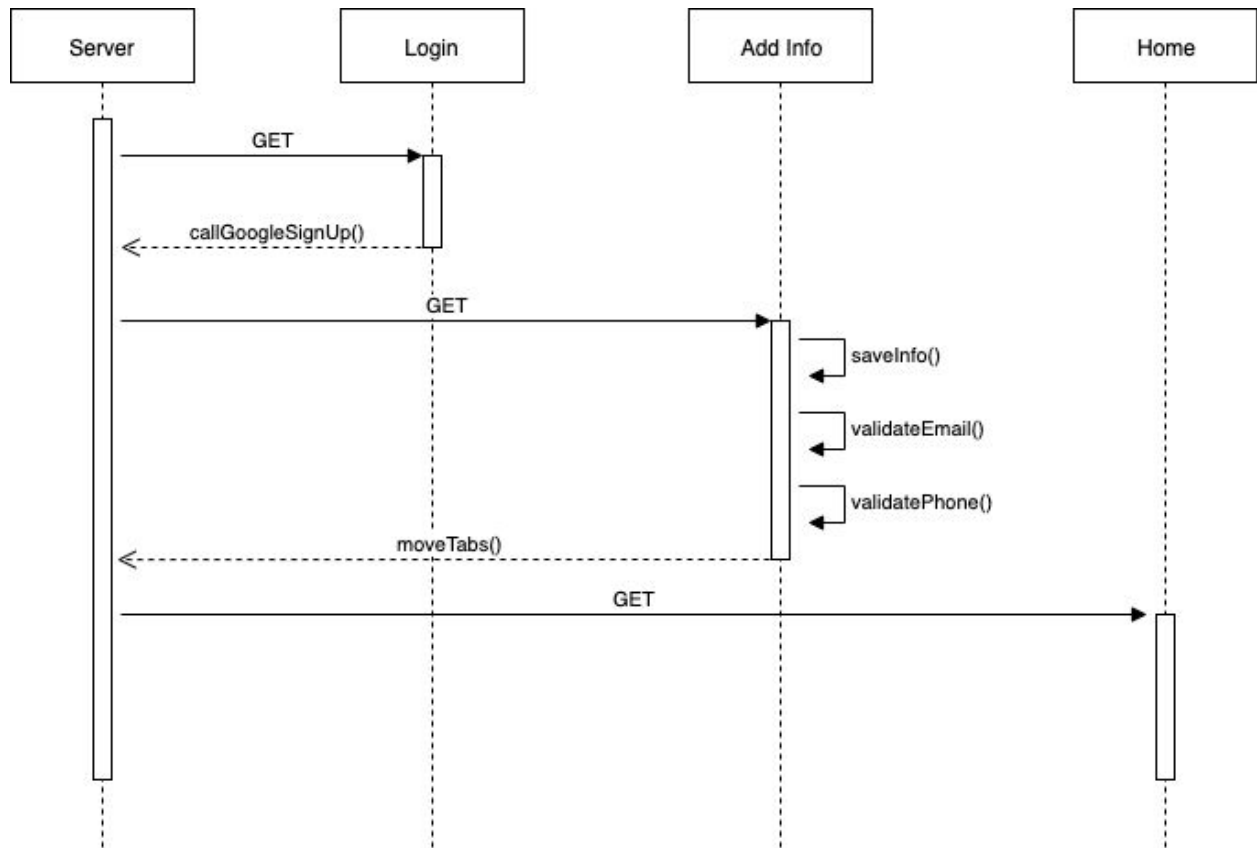 Server
Login
Add Info
Home
GET
callGoogleSignUp()
GET
saveInfo()
validateEmail()
validatePhone()
moveTabs()
GET